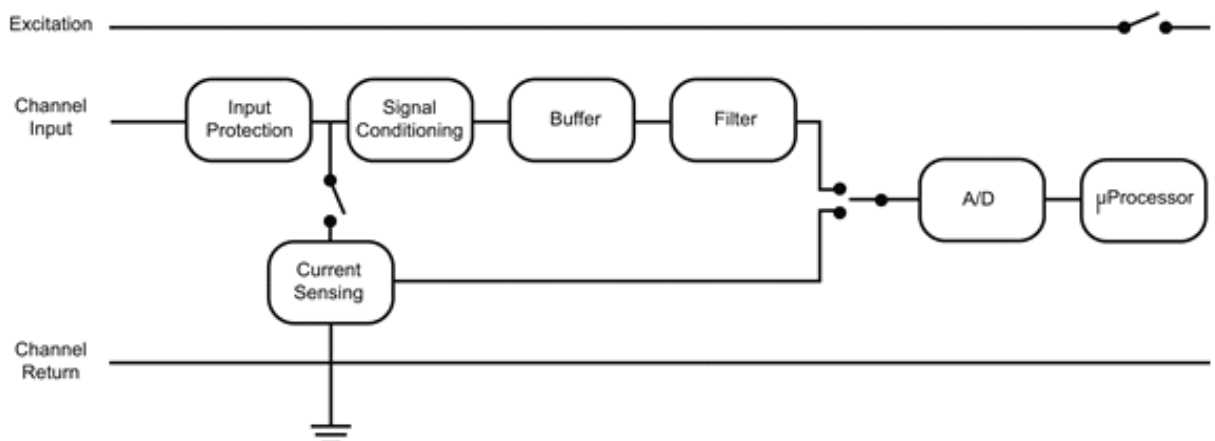 Excitation
Channel
Input
Input
Protection
Signal
Conditioning
Buffer
Filter
A/D
µProcessor
Current
Sensing
Channel
Return